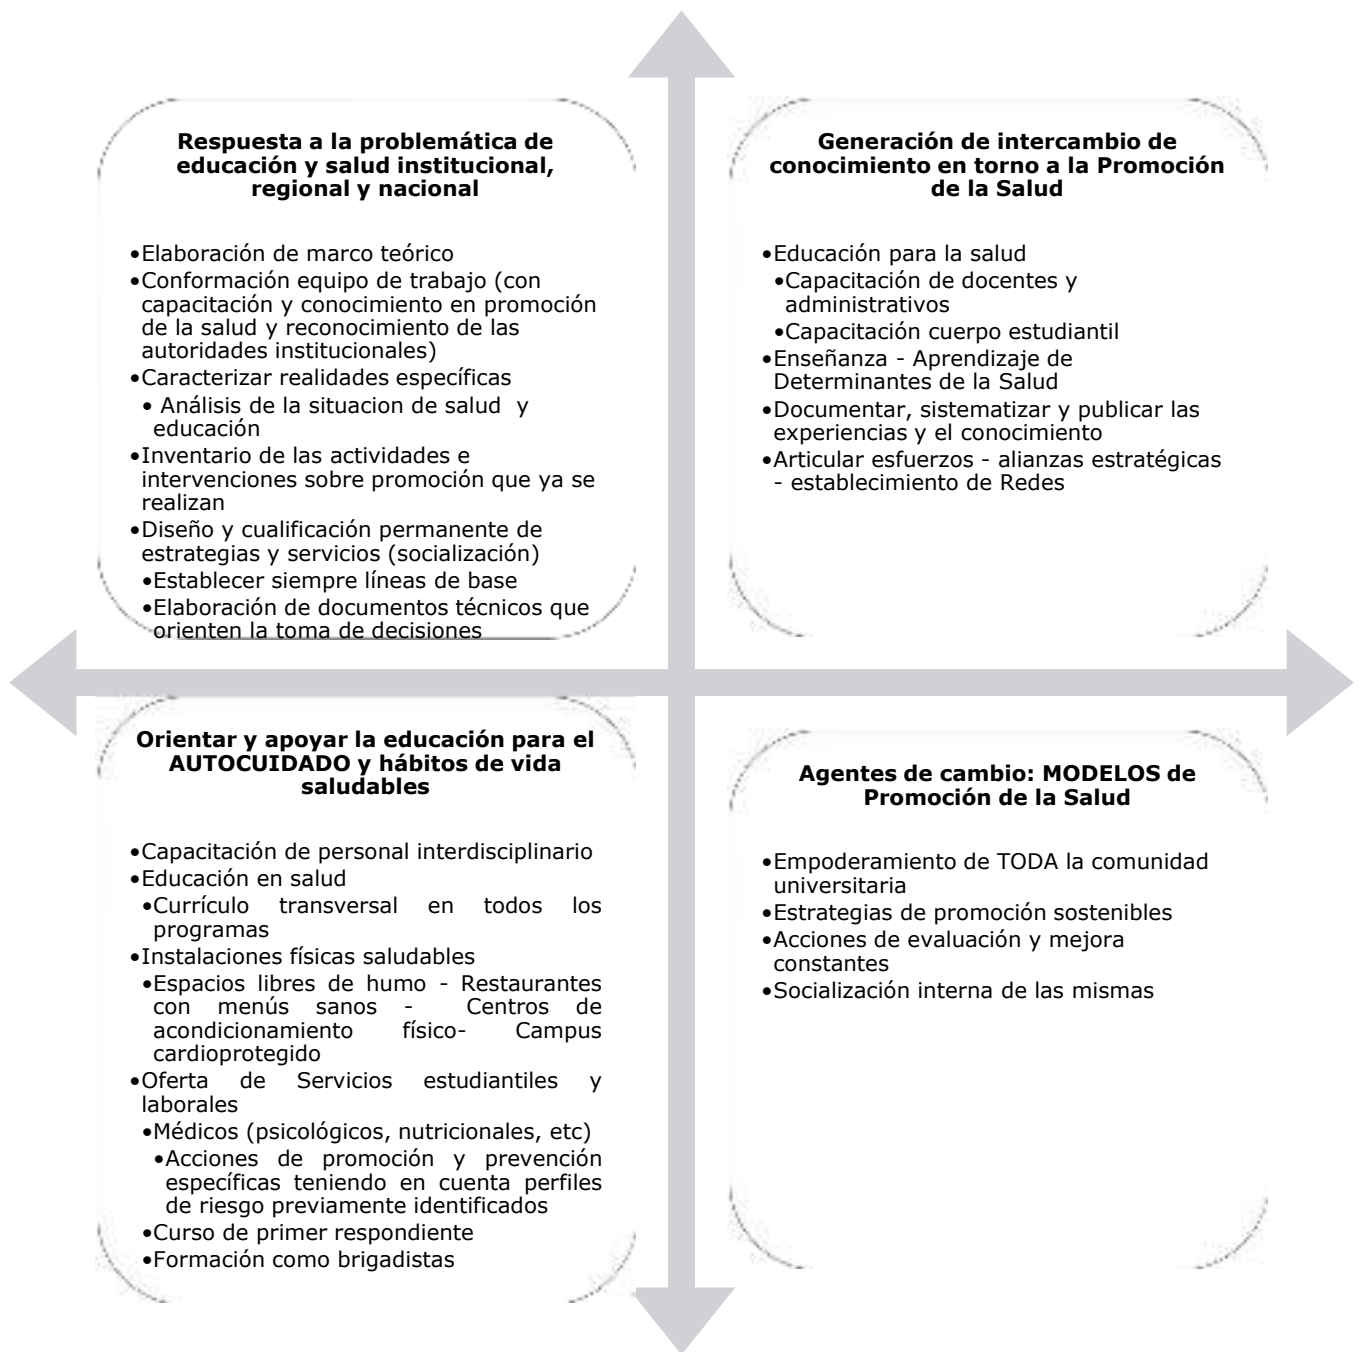 Respuesta a la problemática de
educación y salud institucional,
regional y nacional
•Elaboración de marco teórico
•Conformación equipo de trabajo (con
capacitación y conocimiento en promoción
de la salud y reconocimiento de las
autoridades institucionales)
•Caracterizar realidades específicas
• Análisis de la situacion de salud y
educación
•Inventario de las actividades e
intervenciones sobre promoción que ya se
realizan
•Diseño y cualificación permanente de
estrategias y servicios (socialización)
•Establecer siempre líneas de base
•Elaboración de documentos técnicos que
orienten la toma de decisiones
Generación de intercambio de
conocimiento en torno a la Promoción
de la Salud
•Educación para la salud
•Capacitación de docentes y
administrativos
•Capacitación cuerpo estudiantil
•Enseñanza - Aprendizaje de
Determinantes de la Salud
•Documentar, sistematizar y publicar las
experiencias y el conocimiento
•Articular esfuerzos - alianzas estratégicas
- establecimiento de Redes
Orientar y apoyar la educación para el
AUTOCUIDADO y hábitos de vida
saludables
•Capacitación de personal interdisciplinario
•Educación en salud
•Currículo transversal en todos los
programas
•Instalaciones físicas saludables
•Espacios libres de humo - Restaurantes
con menús sanos - Centros de
acondicionamiento físico- Campus
cardioprotegido
•Oferta de Servicios estudiantiles y
laborales
•Médicos (psicológicos, nutricionales, etc)
•Acciones de promoción y prevención
específicas teniendo en cuenta perfiles
de riesgo previamente identificados
•Curso de primer respondiente
•Formación como brigadistas
Agentes de cambio: MODELOS de
Promoción de la Salud
•Empoderamiento de TODA la comunidad
universitaria
•Estrategias de promoción sostenibles
•Acciones de evaluación y mejora
constantes
•Socialización interna de las mismas